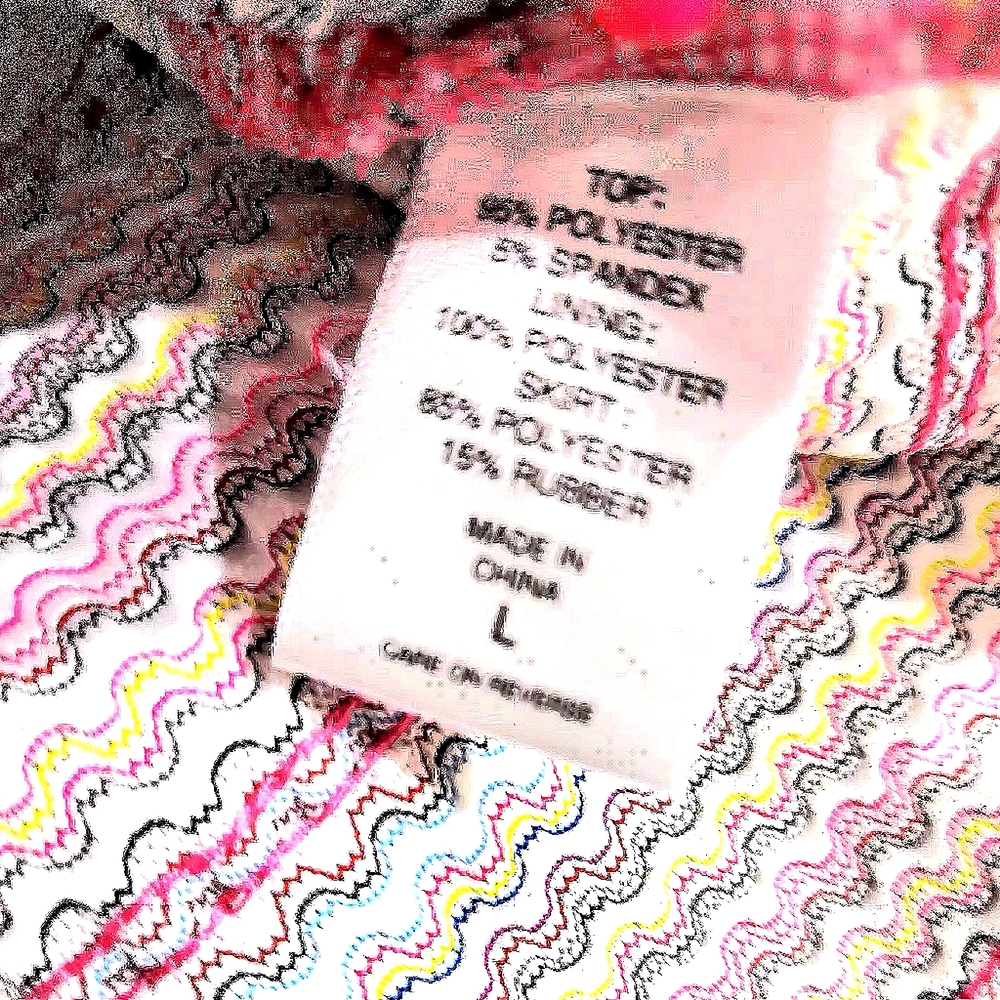 TOP:
95% POLYESTER
5% SPANDEX
LINING:
100% POLYESTER
SKIRT:
85% POLYESTER
15% RUBBER
MADE IN
CHINA
L
CARE ON REVERSE